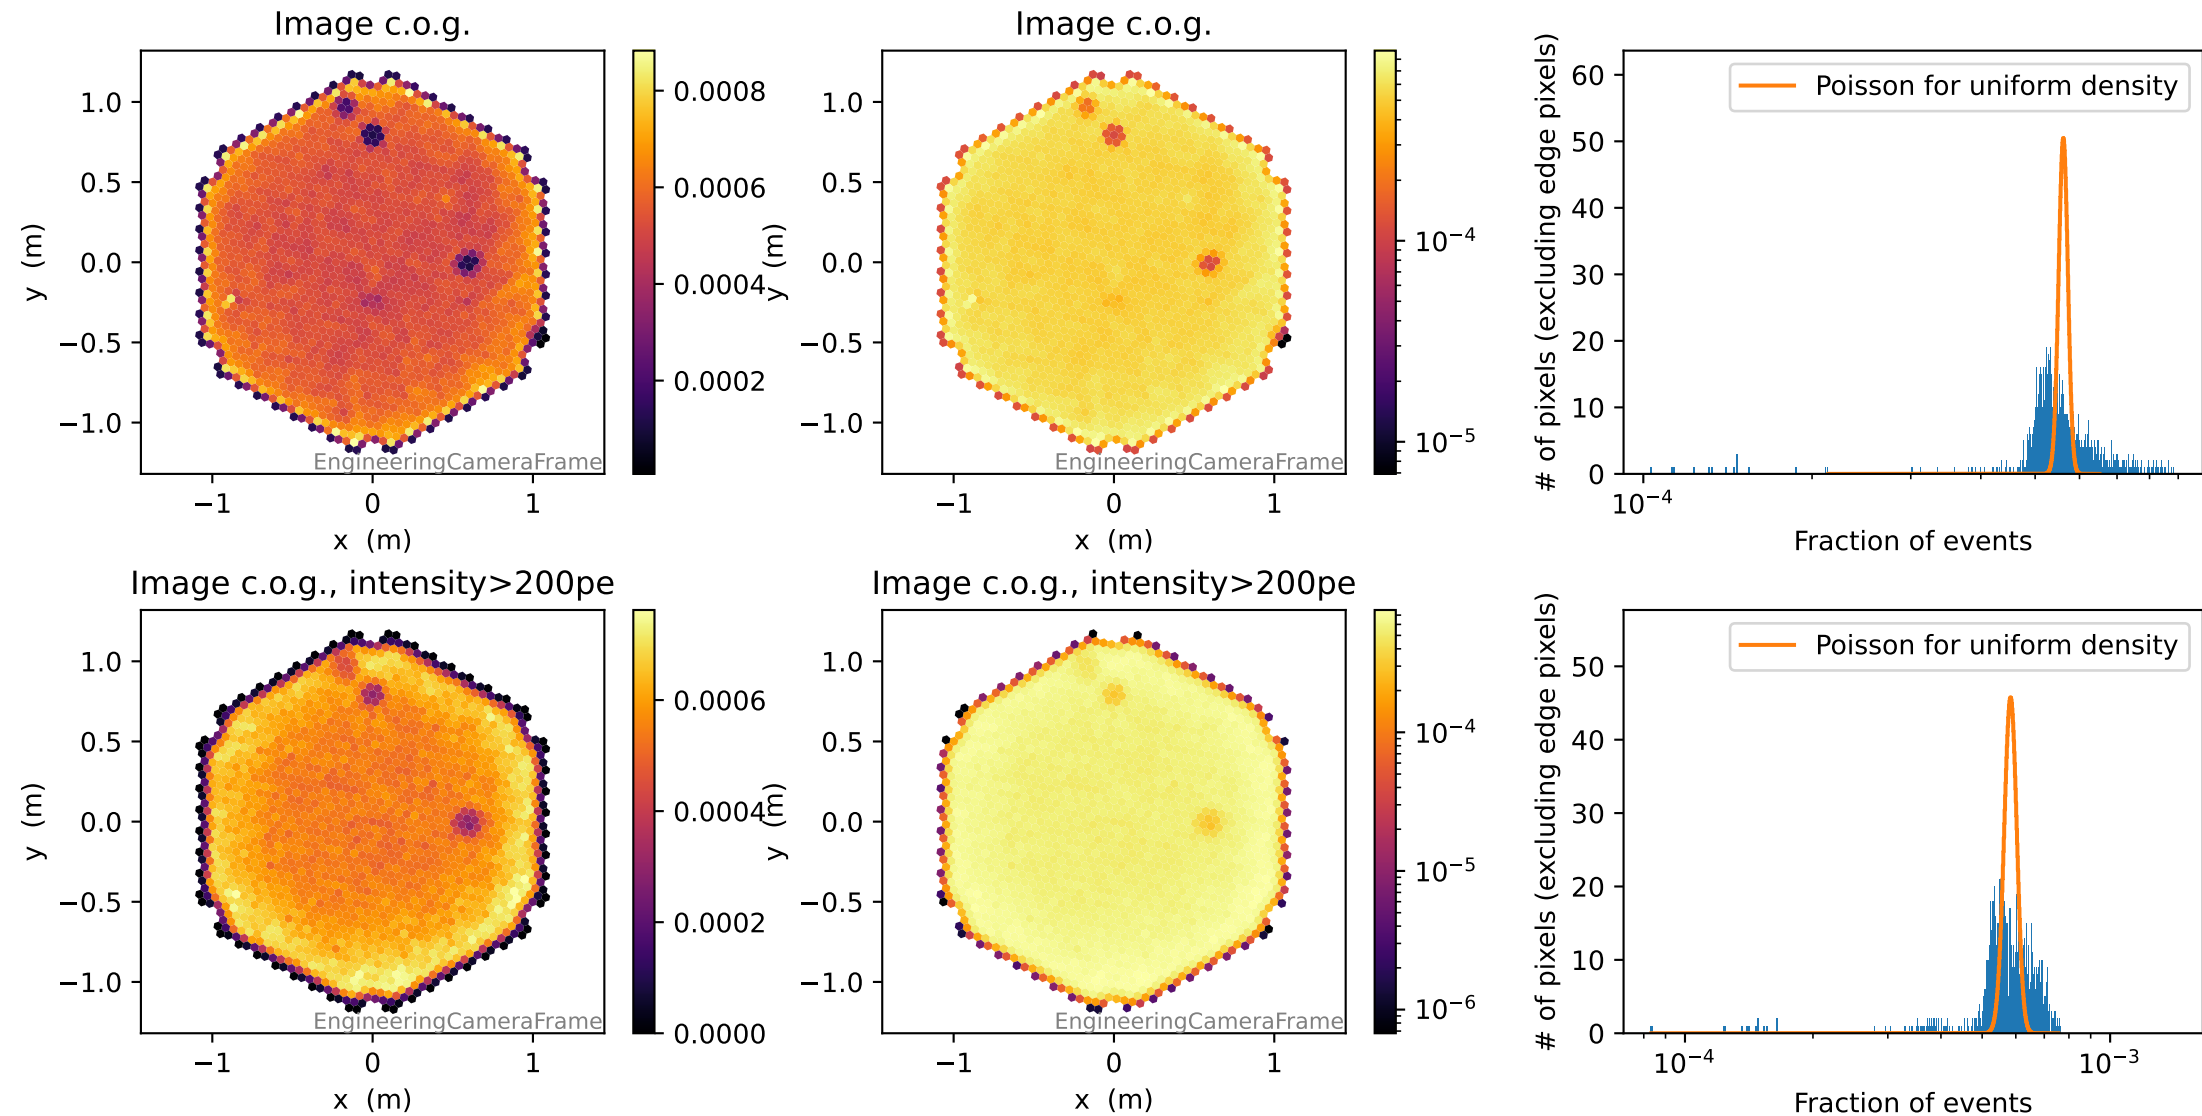 Image c.o.g.
1.0
0.5
0.0
−0.5
−1.0
y (m)
−1
0
1
x (m)
EngineeringCameraFrame
0.0008
0.0006
0.0004
0.0002
Image c.o.g.
1.0
0.5
0.0
−0.5
−1.0
y (m)
−1
0
1
x (m)
EngineeringCameraFrame
10⁻⁴
10⁻⁵
# of pixels (excluding edge pixels)
60
50
40
30
20
10
0
Poisson for uniform density
10⁻⁴
Fraction of events
Image c.o.g., intensity>200pe
1.0
0.5
0.0
−0.5
−1.0
y (m)
−1
0
1
x (m)
EngineeringCameraFrame
0.0006
0.0004
0.0002
0.0000
Image c.o.g., intensity>200pe
1.0
0.5
0.0
−0.5
−1.0
y (m)
−1
0
1
x (m)
EngineeringCameraFrame
10⁻⁴
10⁻⁵
10⁻⁶
# of pixels (excluding edge pixels)
50
40
30
20
10
0
Poisson for uniform density
10⁻⁴
10⁻³
Fraction of events